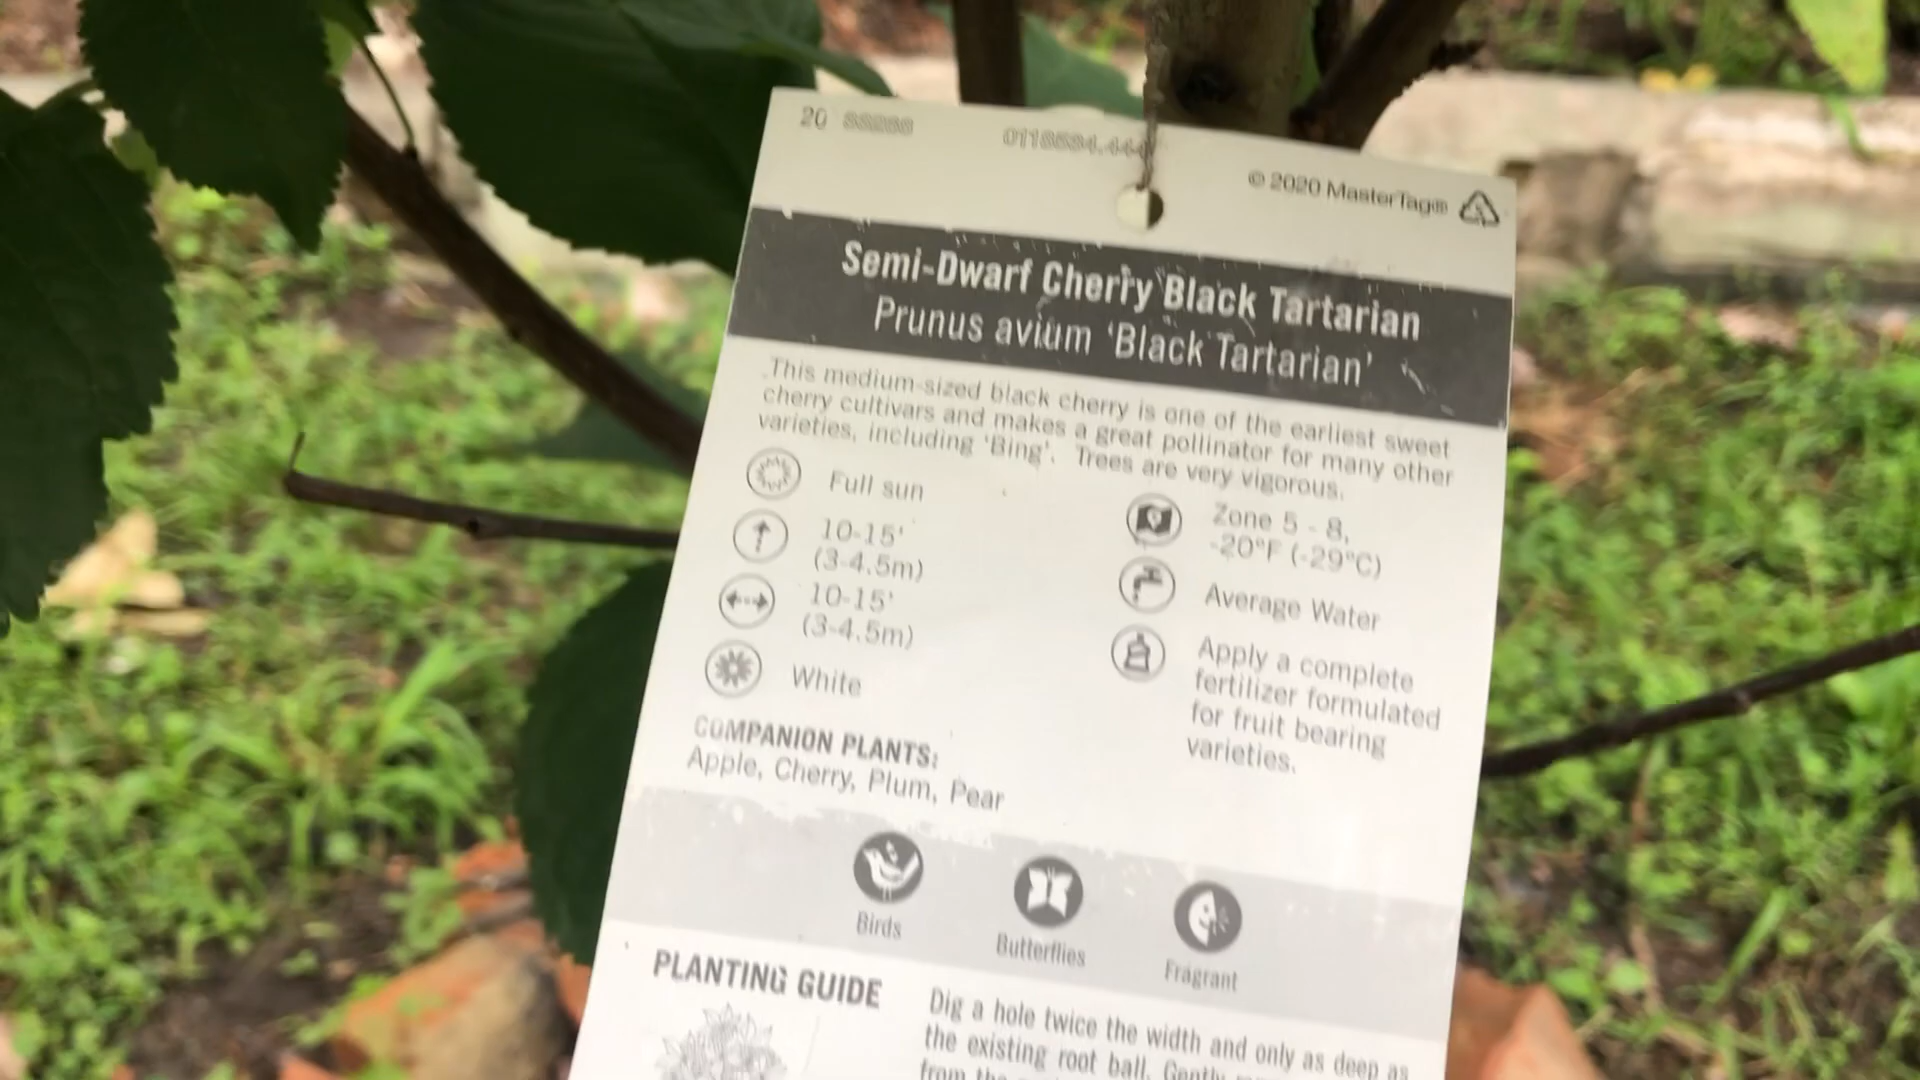 20
© 2020 MasterTag®
Semi-Dwarf Cherry Black Tartarian
Prunus avium ‘Black Tartarian’
This medium-sized black cherry is one of the earliest sweet
cherry cultivars and makes a great pollinator for many other
varieties, including ‘Bing’. Trees are very vigorous.
Full sun
10-15'
(3-4.5m)
10-15'
(3-4.5m)
White
Zone 5 - 8,
-20°F (-29°C)
Average Water
Apply a complete
fertilizer formulated
for fruit bearing
varieties.
COMPANION PLANTS:
Apple, Cherry, Plum, Pear
Birds
Butterflies
Fragrant
PLANTING GUIDE
Dig a hole twice the width and only as deep as
the existing root ball. Gently
from the